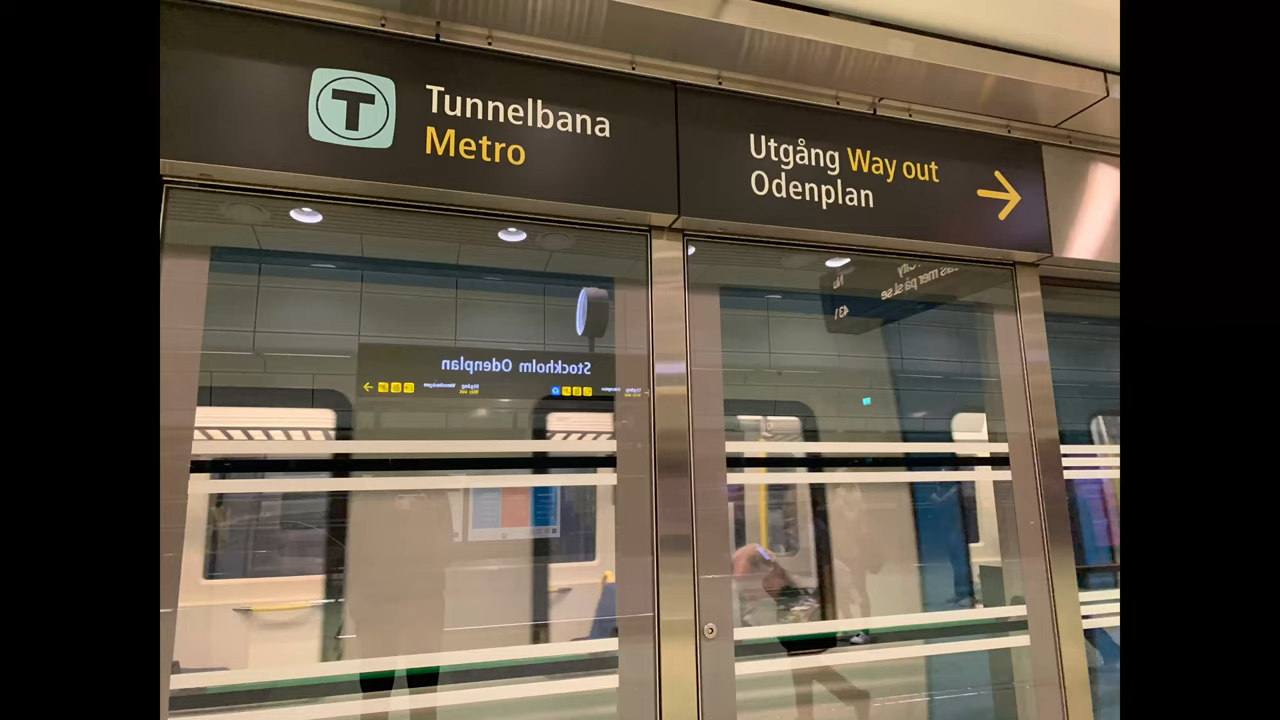 T
Tunnelbana
Metro
Utgång Way out
Odenplan
Stockholm Odenplan